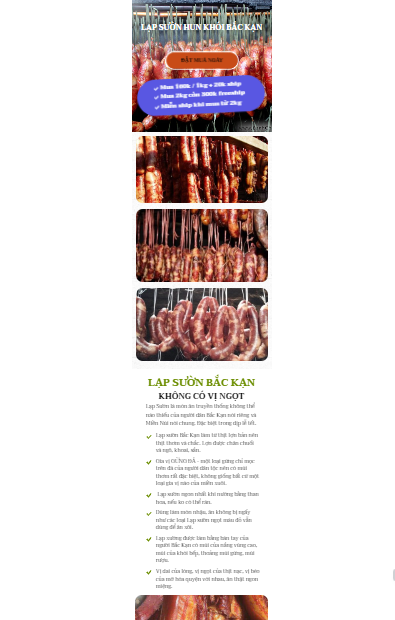 LẠP SƯỜN HUN KHÓI BẮC KẠN
ĐẶT MUA NGAY
Mua 180k / 1kg + 20k ship
Mua 2kg còn 300k freeship
Miễn ship khi mua từ 2kg
LẠP SƯỜN BẮC KẠN
KHÔNG CÓ VỊ NGỌT
Lạp Sườn là món ăn truyền thống không thể
nào thiếu của người dân Bắc Kạn nói riêng và
Miền Núi nói chung. Đặc biệt trong dịp lễ tết.
Lạp sườn Bắc Kạn làm từ thịt lợn bản nên
thịt thơm và chắc. Lợn được chăn chuối
và ngô, khoai, sắn.
Gia vị GỪNG ĐÁ - một loại gừng chỉ mọc
trên đá của người dân tộc nên có mùi
thơm rất đặc biệt, không giống bất cứ một
loại gia vị nào của miền xuôi.
Lạp sườn ngon nhất khi nướng bằng than
hoa, nếu ko có thể rán.
Dùng làm món nhậu, ăn không bị ngấy
như các loại Lạp sườn ngọt màu đỏ vẫn
dùng để ăn xôi.
Lạp sường được làm bằng bàn tay của
người Bắc Kạn có mùi của nắng vùng cao,
mùi của khói bếp, thoảng mùi gừng, mùi
rượu.
Vị dai của lòng, vị ngọt của thịt nạc, vị béo
của mỡ hòa quyện với nhau, ăn thật ngon
miệng.